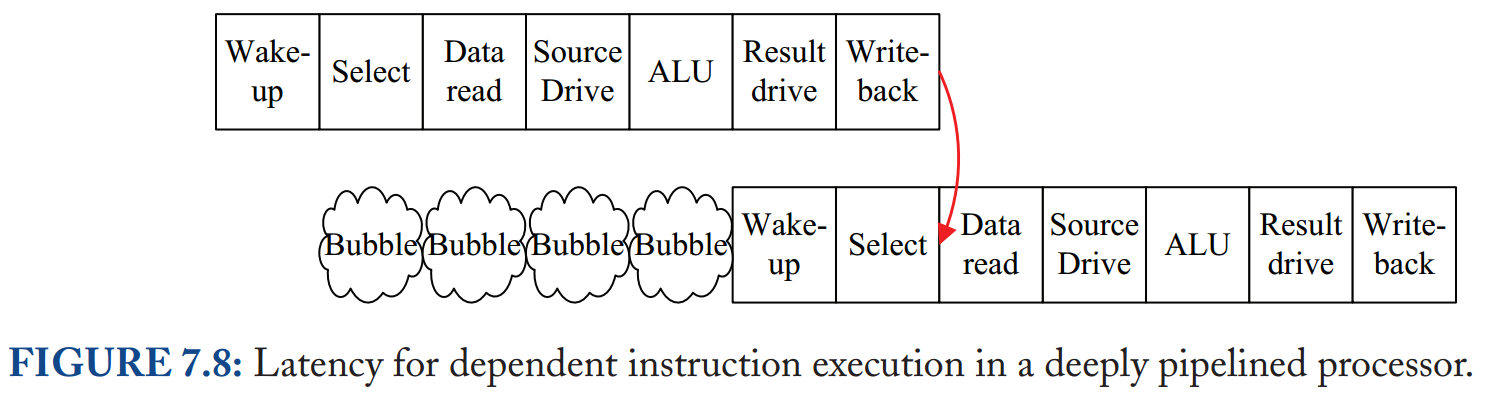 Wake-
up
Select
Data
read
Source
Drive
ALU
Result
drive
Write-
back
Bubble
Bubble
Bubble
Bubble
Wake-
up
Select
Data
read
Source
Drive
ALU
Result
drive
Write-
back
FIGURE 7.8: Latency for dependent instruction execution in a deeply pipelined processor.